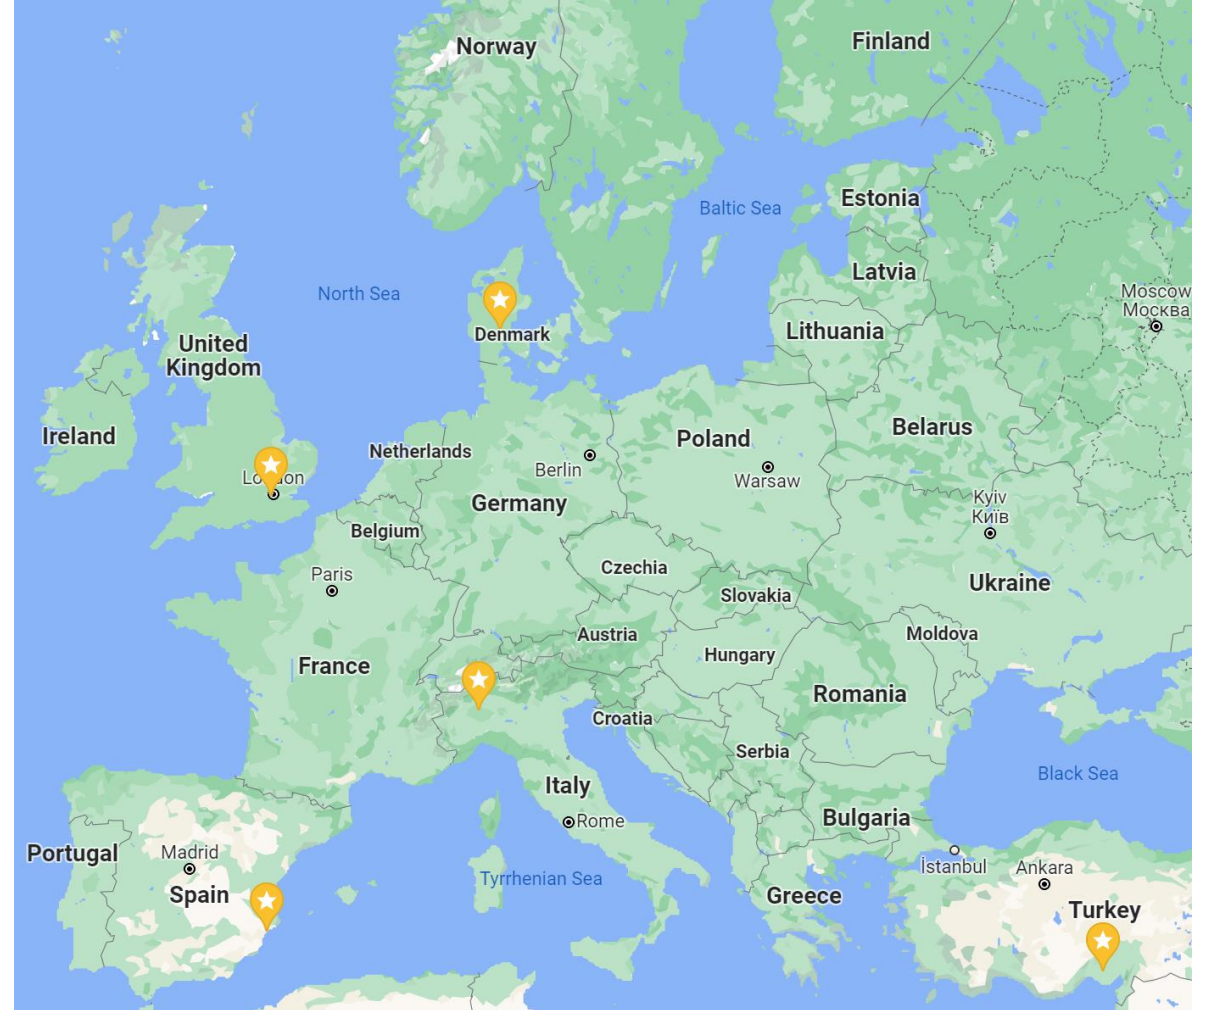 Norway
Finland
Baltic Sea
Estonia
Latvia
North Sea
Moscow
Москва
Denmark
Lithuania
United
Kingdom
Ireland
Netherlands
Poland
Belarus
Berlin
Warsaw
London
Germany
Kyiv
Київ
Belgium
Czechia
Paris
Ukraine
Slovakia
Austria
Moldova
Hungary
France
Romania
Croatia
Serbia
Italy
Black Sea
Rome
Bulgaria
Portugal
Madrid
İstanbul
Ankara
Tyrrhenian Sea
Spain
Greece
Turkey